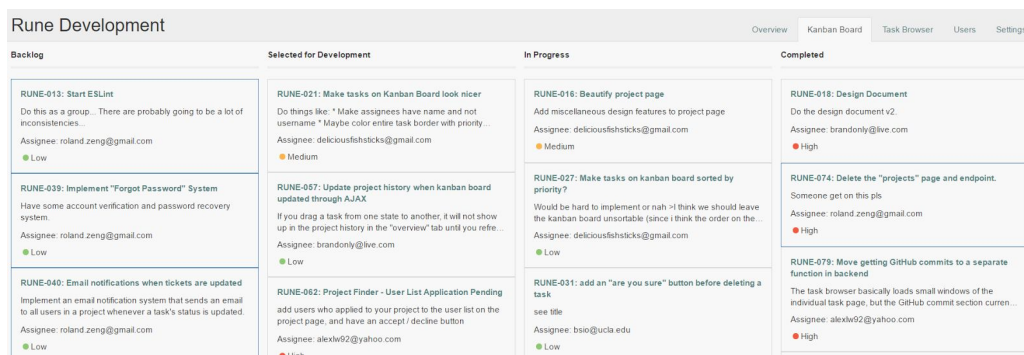 Rune Development
Overview
Kanban Board
Task Browser
Users
Settings
Backlog
RUNE-013: Start ESLint
Do this as a group... There are probably going to be a lot of
inconsistencies...
Assignee: roland.zeng@gmail.com
Low
RUNE-039: Implement "Forgot Password" System
Have some account verification and password recovery
system.
Assignee: roland.zeng@gmail.com
Low
RUNE-040: Email notifications when tickets are updated
Implement an email notification system that sends an email
to all users in a project whenever a task's status is updated.
Assignee: roland.zeng@gmail.com
Low
Selected for Development
RUNE-021: Make tasks on Kanban Board look nicer
Do things like: * Make assignees have name and not
username * Maybe color entire task border with priority...
Assignee: deliciousfishsticks@gmail.com
Medium
RUNE-057: Update project history when kanban board
updated through AJAX
If you drag a task from one state to another, it will not show
up in the project history in the "overview" tab until you refre...
Assignee: brandonly@live.com
Low
RUNE-062: Project Finder - User List Application Pending
add users who applied to your project to the user list on the
project page, and have an accept / decline button
Assignee: alexlw92@yahoo.com
High
In Progress
RUNE-016: Beautify project page
Add miscellaneous design features to project page
Assignee: deliciousfishsticks@gmail.com
Medium
RUNE-027: Make tasks on kanban board sorted by
priority?
Would be hard to implement or nah >I think we should leave
the kanban board unsortable (since i think the order on the...
Assignee: deliciousfishsticks@gmail.com
Low
RUNE-031: add an "are you sure" button before deleting a
task
see title
Assignee: bsio@ucla.edu
Low
Completed
RUNE-018: Design Document
Do the design document v2.
Assignee: brandonly@live.com
High
RUNE-074: Delete the "projects" page and endpoint.
Someone get on this pls
Assignee: roland.zeng@gmail.com
High
RUNE-079: Move getting GitHub commits to a separate
function in backend
The task browser basically loads small windows of the
individual task page, but the GitHub commit section curren...
Assignee: alexlw92@yahoo.com
High